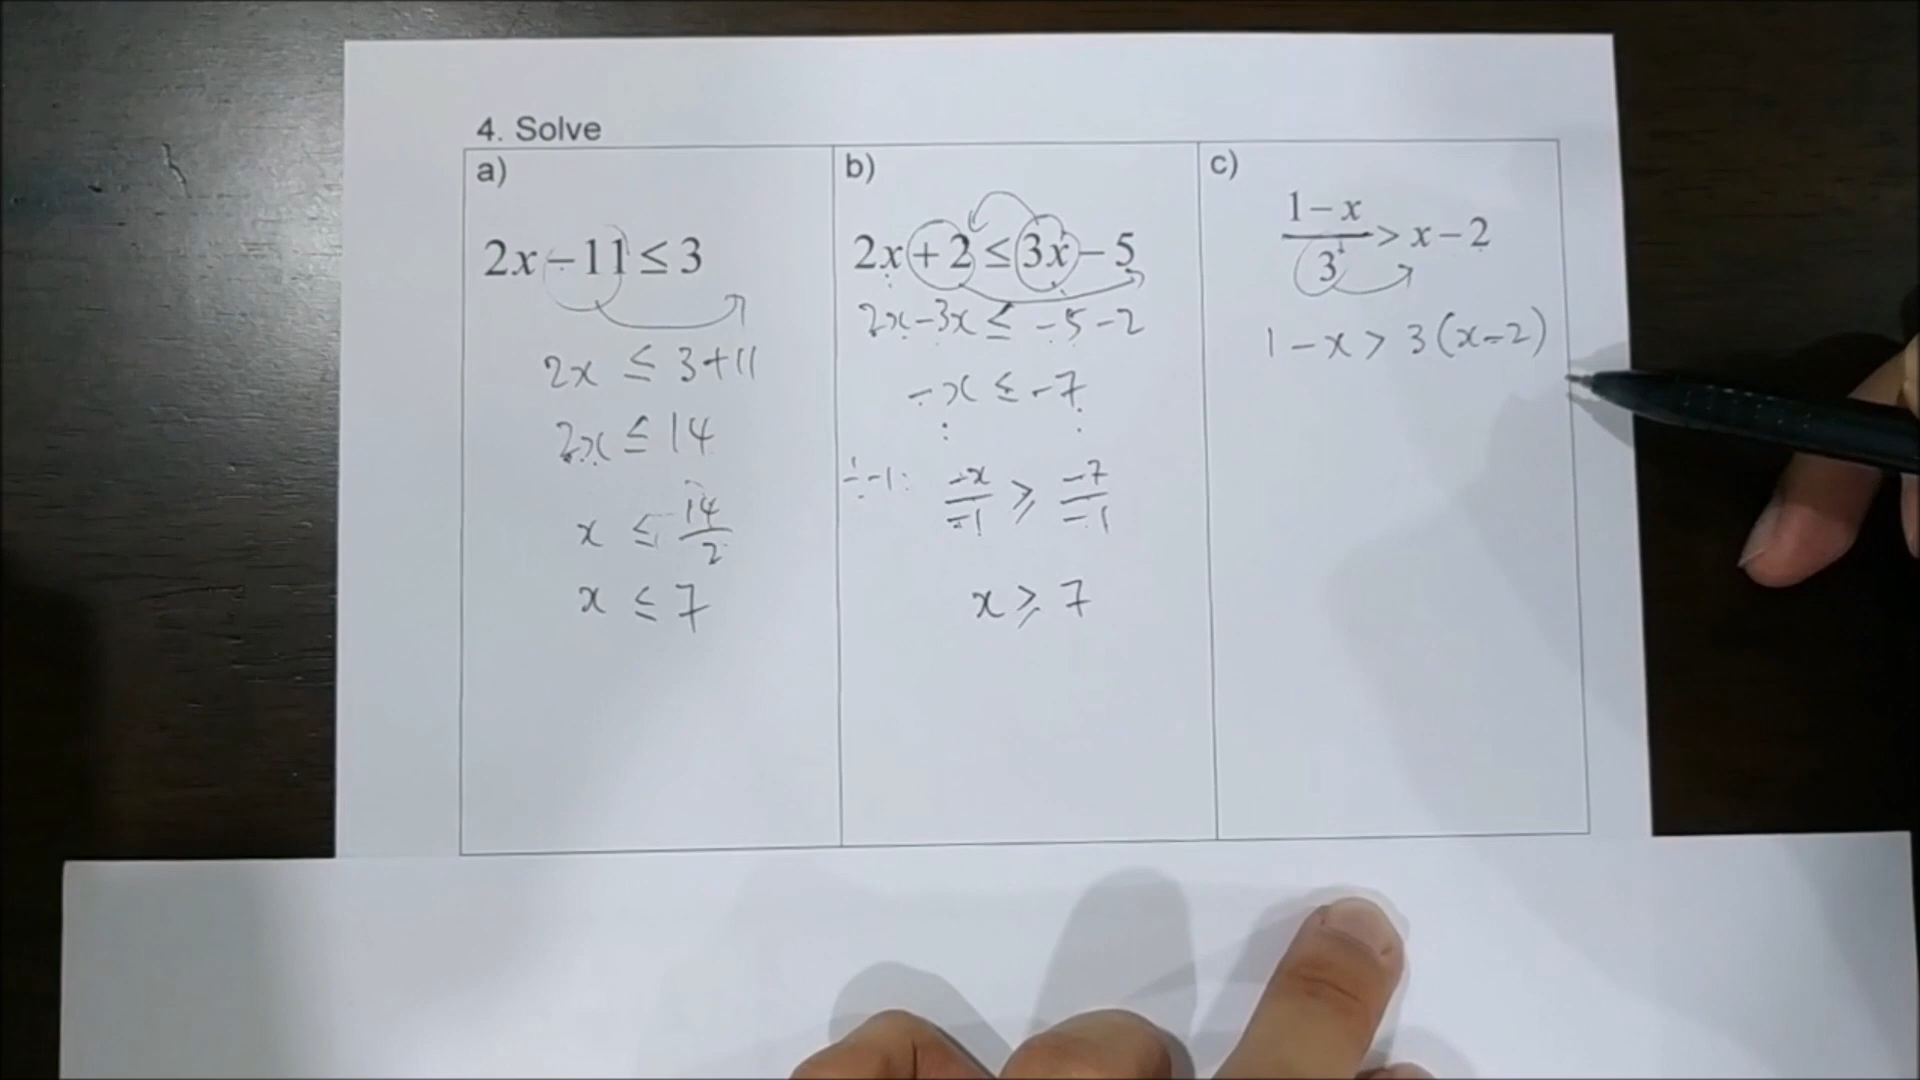 4. Solve
a)
2x − 11 ≤ 3
2x ≤ 3 + 11
2x ≤ 14
x ≤ 14/2
x ≤ 7
b)
2x + 2 ≤ 3x − 5
2x − 3x ≤ −5 − 2
−x ≤ −7
÷ −1: −x/−1 ≥ −7/−1
x ≥ 7
c)
(1 − x)/3 > x − 2
1 − x > 3(x − 2)